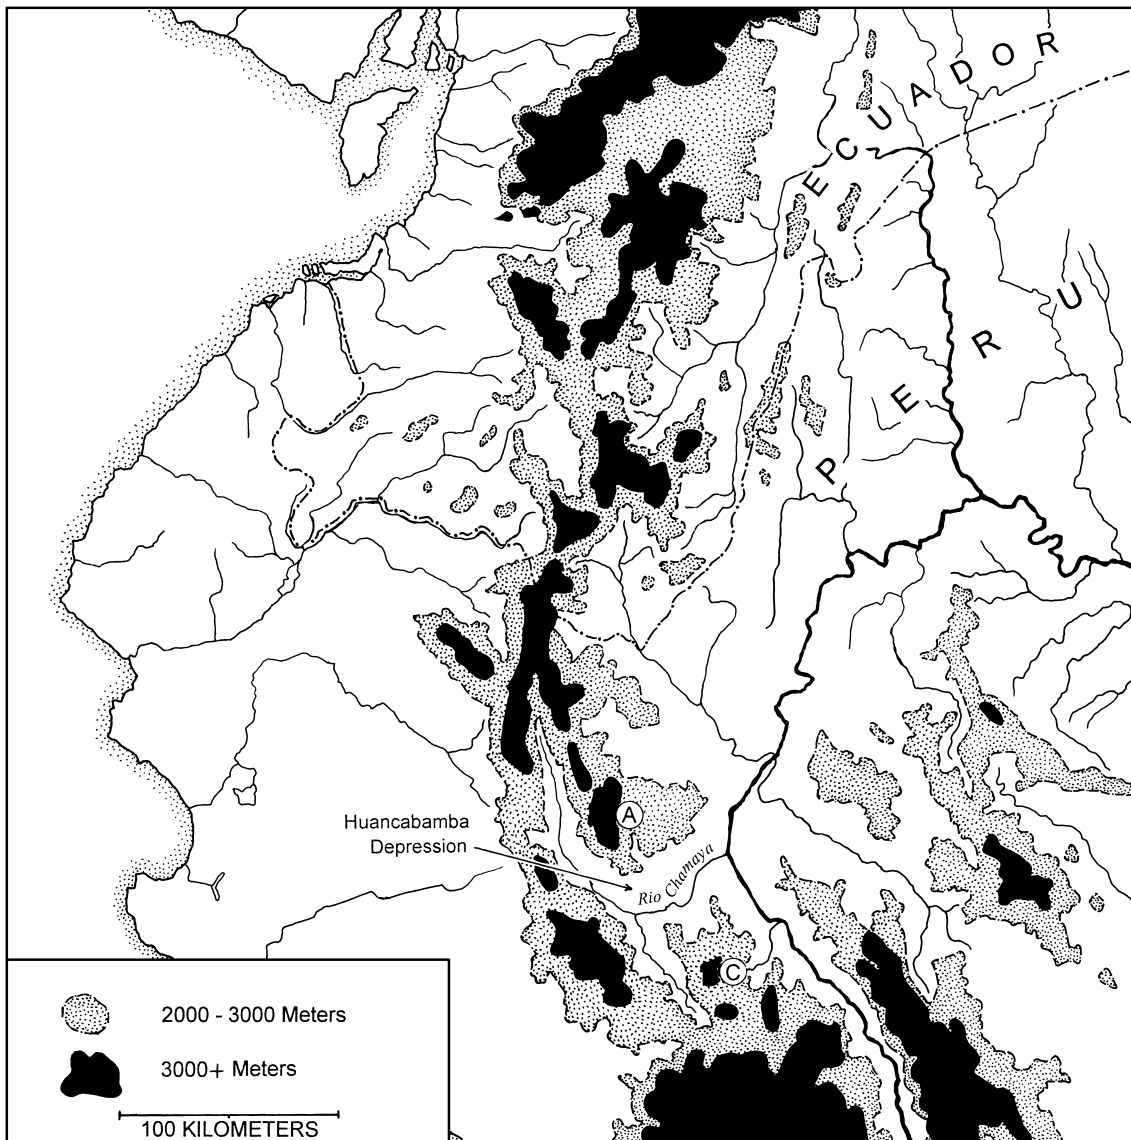 ECUADOR
PERU
A
Huancabamba
Depression
Rio Chamaya
C
2000 - 3000 Meters
3000+ Meters
100 KILOMETERS